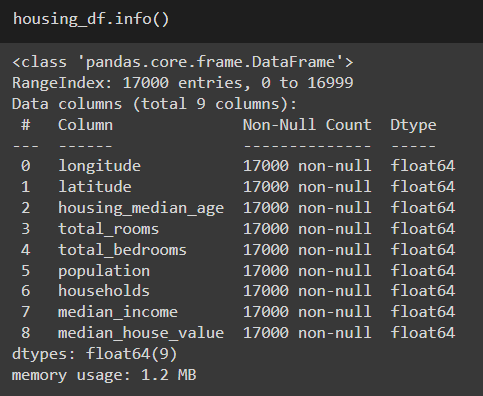 housing_df.info()
<class 'pandas.core.frame.DataFrame'>
RangeIndex: 17000 entries, 0 to 16999
Data columns (total 9 columns):
 #   Column              Non-Null Count  Dtype
---  ------              --------------  -----
 0   longitude           17000 non-null  float64
 1   latitude            17000 non-null  float64
 2   housing_median_age  17000 non-null  float64
 3   total_rooms         17000 non-null  float64
 4   total_bedrooms      17000 non-null  float64
 5   population          17000 non-null  float64
 6   households          17000 non-null  float64
 7   median_income       17000 non-null  float64
 8   median_house_value  17000 non-null  float64
dtypes: float64(9)
memory usage: 1.2 MB